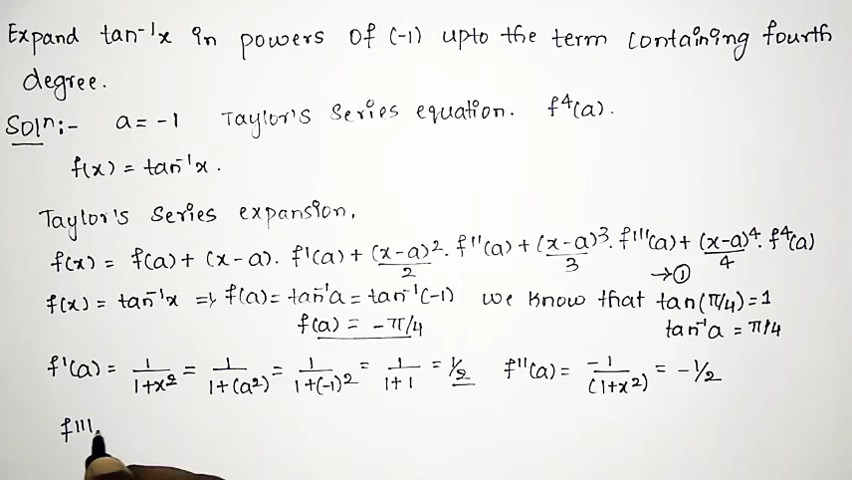 Expand tan⁻¹x in powers of (-1) upto the term containing fourth
degree.
Solⁿ:- a = -1 Taylor's Series equation. f⁴(a).
f(x) = tan⁻¹x.
Taylor's Series expansion,
f(x) = f(a) + (x-a). f'(a) + (x-a)²/2 . f''(a) + (x-a)³/3 . f'''(a) + (x-a)⁴/4 . f⁴(a)
→①
f(x) = tan⁻¹x ⇒ f(a) = tan⁻¹a = tan⁻¹(-1) we know that tan(π/4) = 1
f(a) = -π/4 tan⁻¹a = π/4
f'(a) = 1/1+x² = 1/1+(a²) = 1/1+(-1)² = 1/1+1 = 1/2 f''(a) = -1/(1+x²) = -1/2
f'''